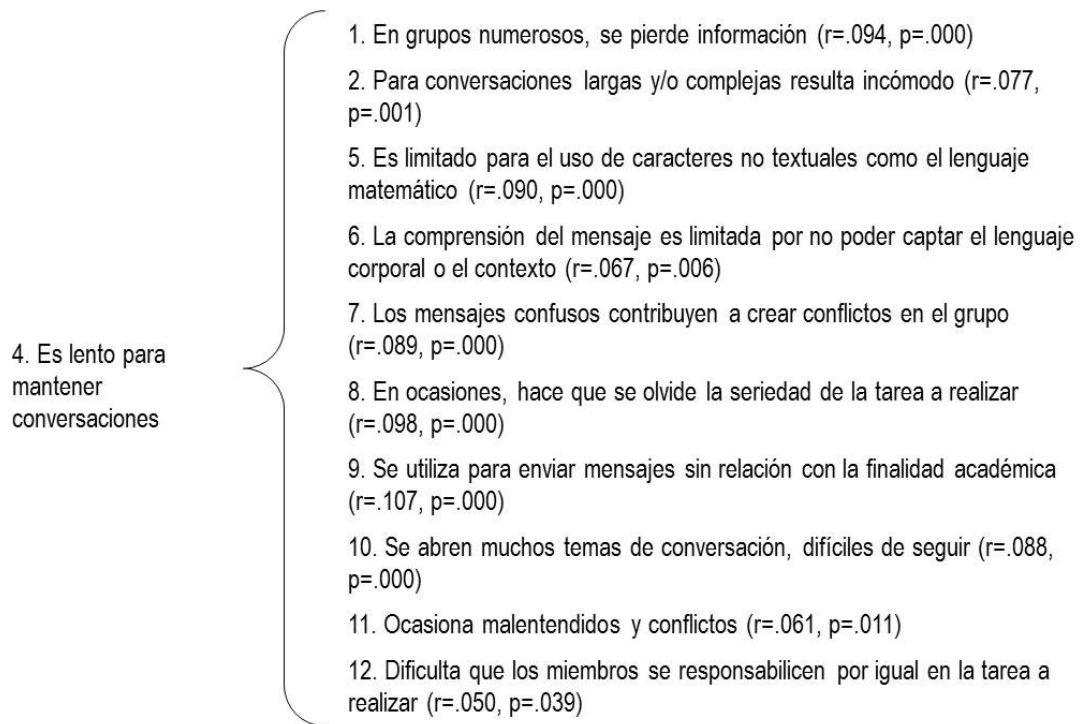 4. Es lento para
mantener
conversaciones
1. En grupos numerosos, se pierde información (r=.094, p=.000)
2. Para conversaciones largas y/o complejas resulta incómodo (r=.077,
p=.001)
5. Es limitado para el uso de caracteres no textuales como el lenguaje
matemático (r=.090, p=.000)
6. La comprensión del mensaje es limitada por no poder captar el lenguaje
corporal o el contexto (r=.067, p=.006)
7. Los mensajes confusos contribuyen a crear conflictos en el grupo
(r=.089, p=.000)
8. En ocasiones, hace que se olvide la seriedad de la tarea a realizar
(r=.098, p=.000)
9. Se utiliza para enviar mensajes sin relación con la finalidad académica
(r=.107, p=.000)
10. Se abren muchos temas de conversación, difíciles de seguir (r=.088,
p=.000)
11. Ocasiona malentendidos y conflictos (r=.061, p=.011)
12. Dificulta que los miembros se responsabilicen por igual en la tarea a
realizar (r=.050, p=.039)